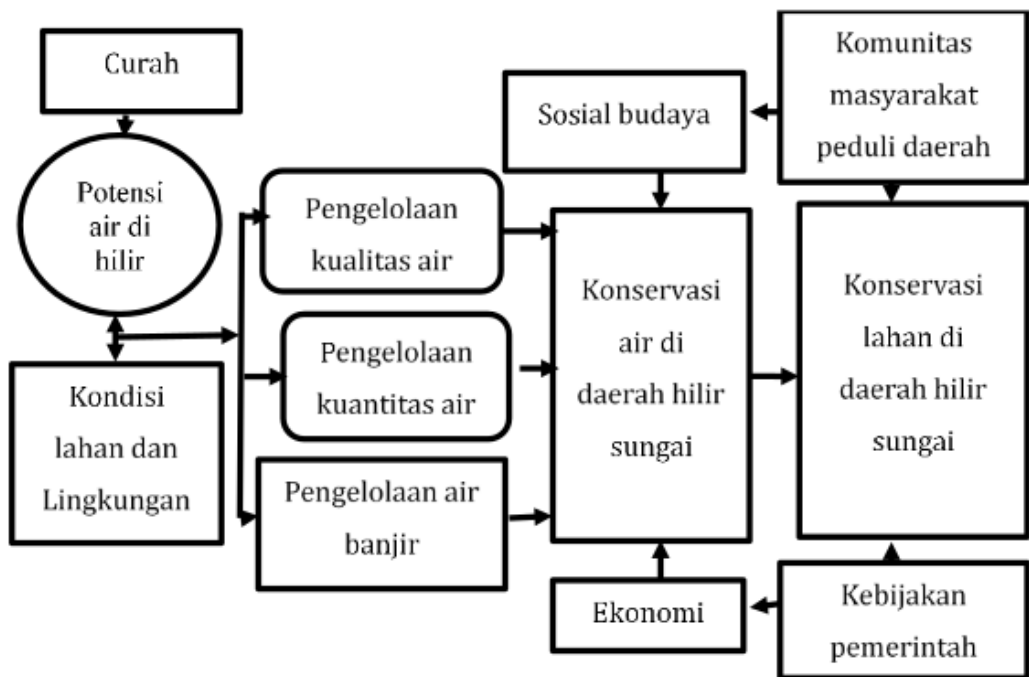 Curah
Potensi
air di
hilir
Kondisi
lahan dan
Lingkungan
Pengelolaan
kualitas air
Pengelolaan
kuantitas air
Pengelolaan air
banjir
Sosial budaya
Konservasi
air di
daerah hilir
sungai
Ekonomi
Komunitas
masyarakat
peduli daerah
Konservasi
lahan di
daerah hilir
sungai
Kebijakan
pemerintah